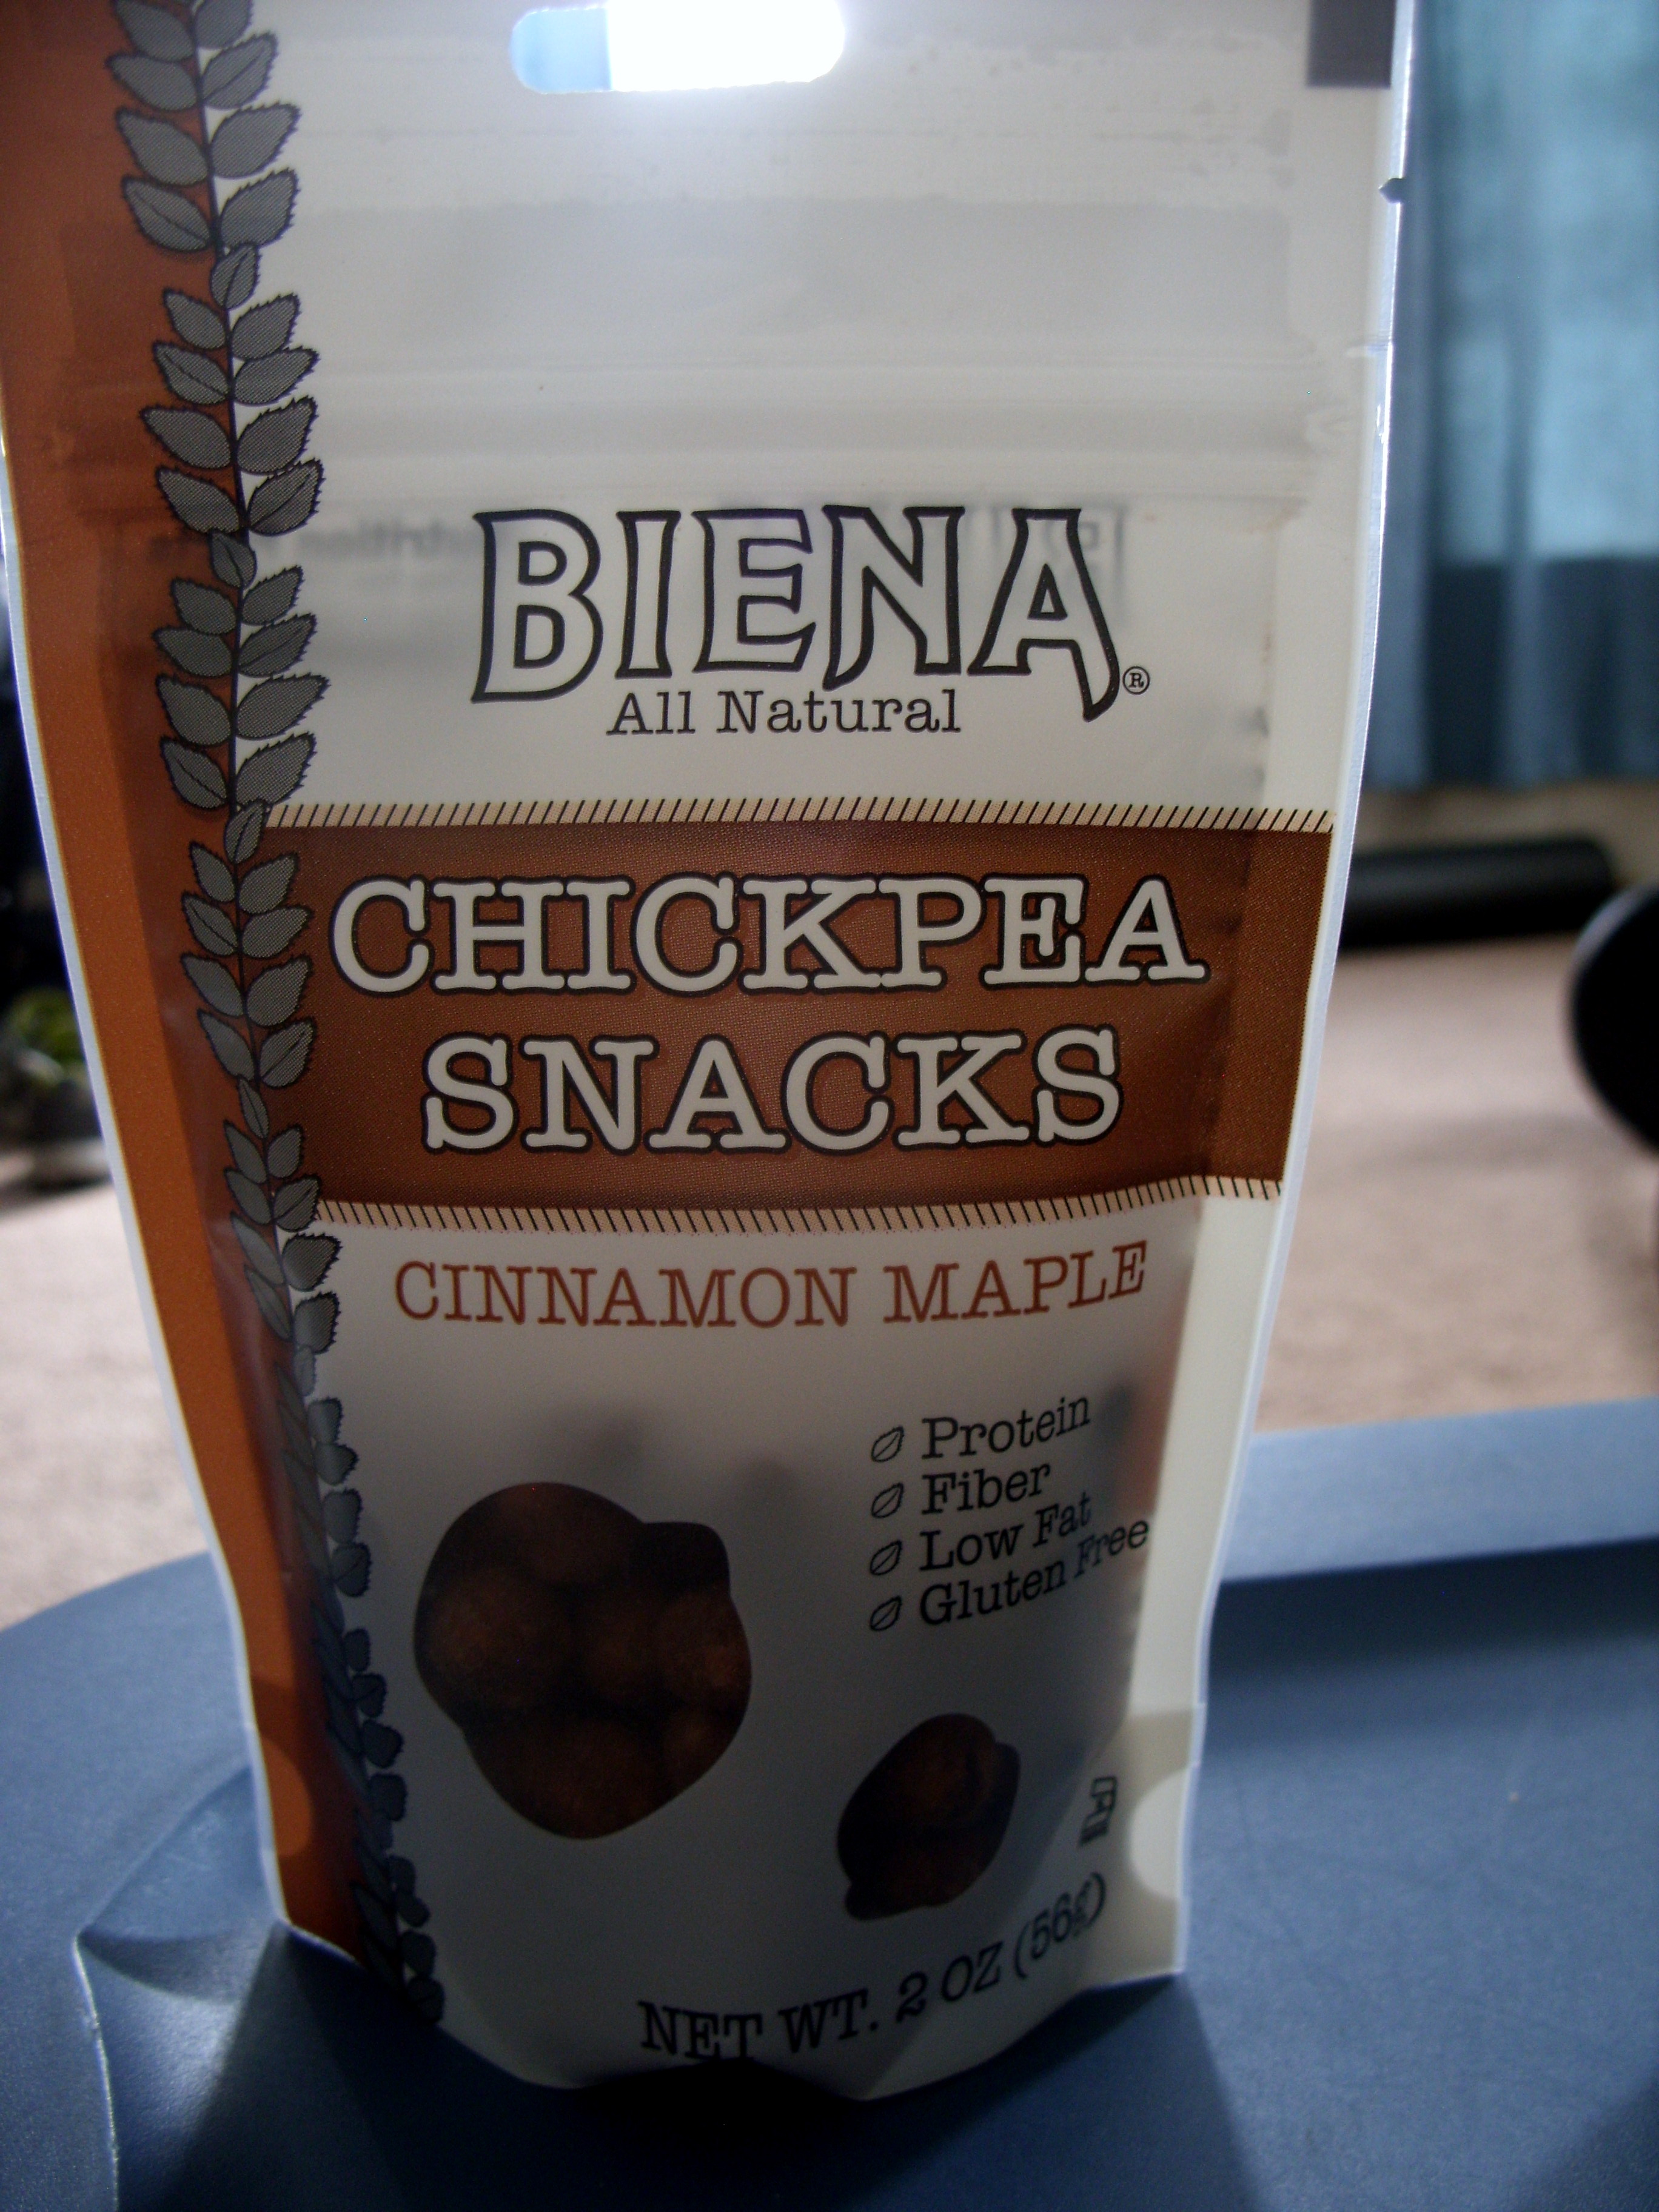 BIENA®
All Natural
CHICKPEA
SNACKS
CINNAMON MAPLE
Protein
Fiber
Low Fat
Gluten Free
NET WT. 2 OZ (56g)